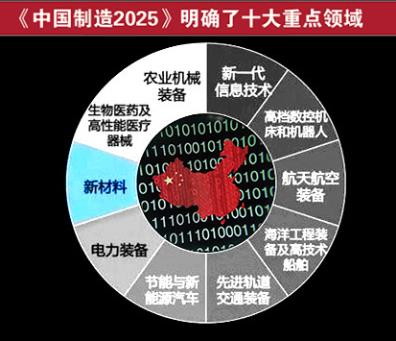 《中国制造2025》明确了十大重点领域
新一代
信息技术
高档数控机
床和机器人
航天航空
装备
海洋工程装
备及高技术
船舶
先进轨道
交通装备
节能与新
能源汽车
电力装备
新材料
生物医药及
高性能医疗
器械
农业机械
装备